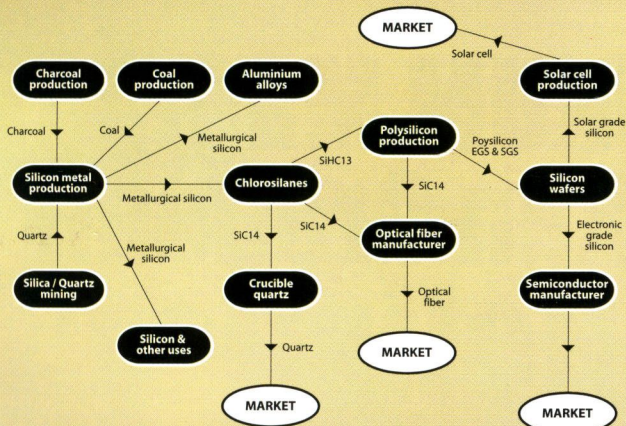 MARKET
Solar cell
Charcoal
production
Coal
production
Aluminium
alloys
Solar cell
production
Charcoal
Coal
Metallurgical
silicon
Polysilicon
production
Solar grade
silicon
SiHC13
Poysilicon
EGS & SGS
Silicon metal
production
Metallurgical silicon
Chlorosilanes
SiC14
Silicon
wafers
Quartz
Metallurgical
silicon
SiC14
SiC14
Optical fiber
manufacturer
Electronic
grade
silicon
Silica / Quartz
mining
Crucible
quartz
Optical
fiber
Semiconductor
manufacturer
Silicon &
other uses
Quartz
MARKET
MARKET
MARKET